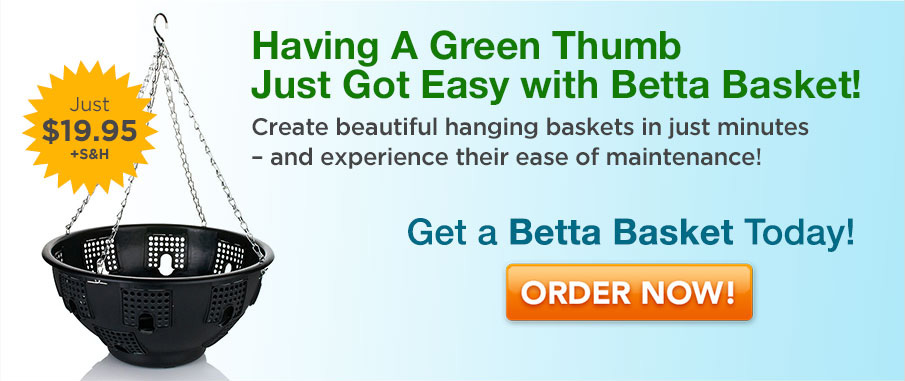 Having A Green Thumb
Just Got Easy with Betta Basket!
Create beautiful hanging baskets in just minutes
– and experience their ease of maintenance!
Just
$19.95
+S&H
Get a Betta Basket Today!
ORDER NOW!